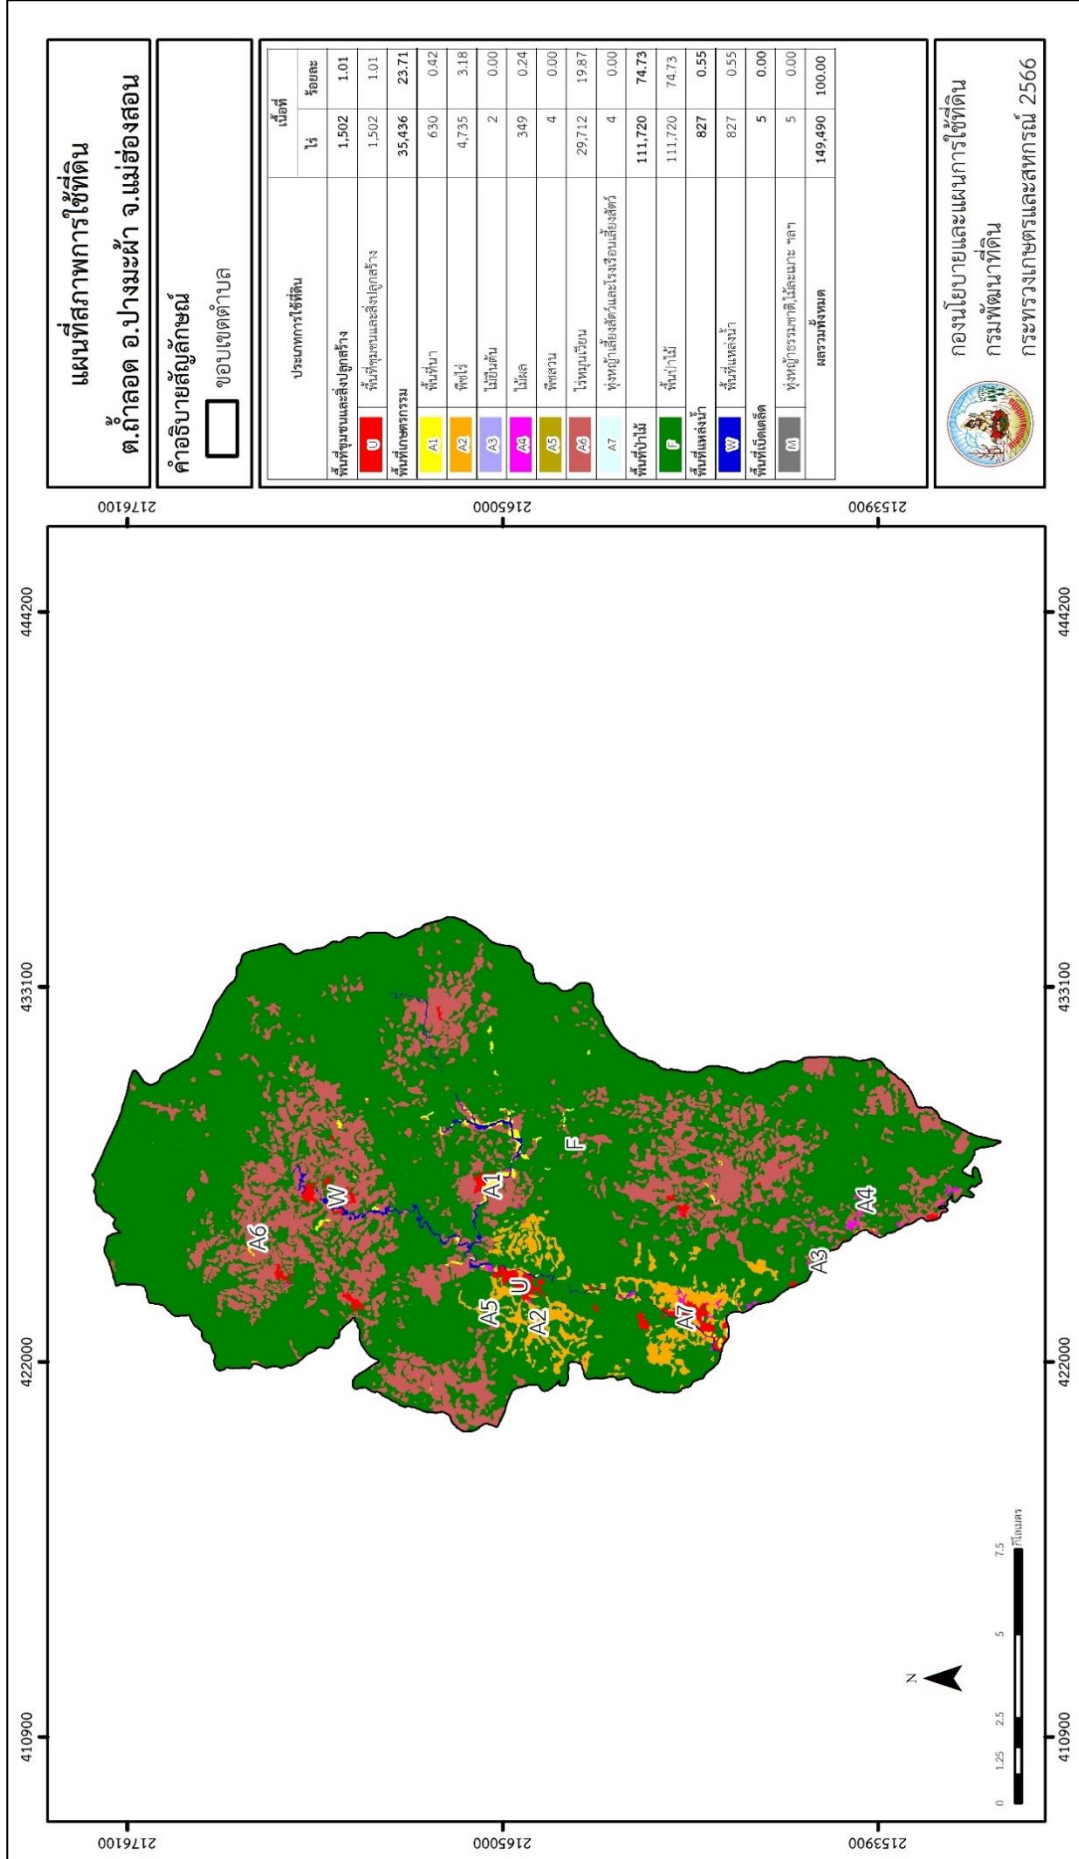 แผนที่สภาพการใช้ที่ดิน
ต.ถ้ำลอด อ.ปางมะผ้า จ.แม่ฮ่องสอน
คำอธิบายสัญลักษณ์
ขอบเขตตำบล
ประเภทการใช้ที่ดิน เนื้อที่
ไร่ ร้อยละ
พื้นที่ชุมชนและสิ่งปลูกสร้าง 1,502 1.01
U พื้นที่ชุมชนและสิ่งปลูกสร้าง 1,502 1.01
พื้นที่เกษตรกรรม 35,436 23.71
A1 พื้นที่นา 630 0.42
A2 พืชไร่ 4,735 3.18
A3 ไม้ยืนต้น 2 0.00
A4 ไม้ผล 349 0.24
A5 พืชสวน 4 0.00
A6 ไร่หมุนเวียน 29,712 19.87
A7 ทุ่งหญ้าเลี้ยงสัตว์และโรงเรือนเลี้ยงสัตว์ 4 0.00
พื้นที่ป่าไม้ 111,720 74.73
F พื้นป่าไม้ 111,720 74.73
พื้นที่แหล่งน้ำ 827 0.55
W พื้นที่แหล่งน้ำ 827 0.55
พื้นที่เบ็ดเตล็ด 5 0.00
M ทุ่งหญ้าธรรมชาติ,ไม้ละเมาะ ฯลฯ 5 0.00
ผลรวมทั้งหมด 149,490 100.00
กองนโยบายและแผนการใช้ที่ดิน
กรมพัฒนาที่ดิน
กระทรวงเกษตรและสหกรณ์ 2566
410900 422000 433100 444200
2176100 2176100
A6
W
A5
A1
2165000 2165000
U
A2
F
A7
A3
A4
2153900 2153900
N
0 1.25 2.5 5 7.5
กิโลเมตร
410900 422000 433100 444200